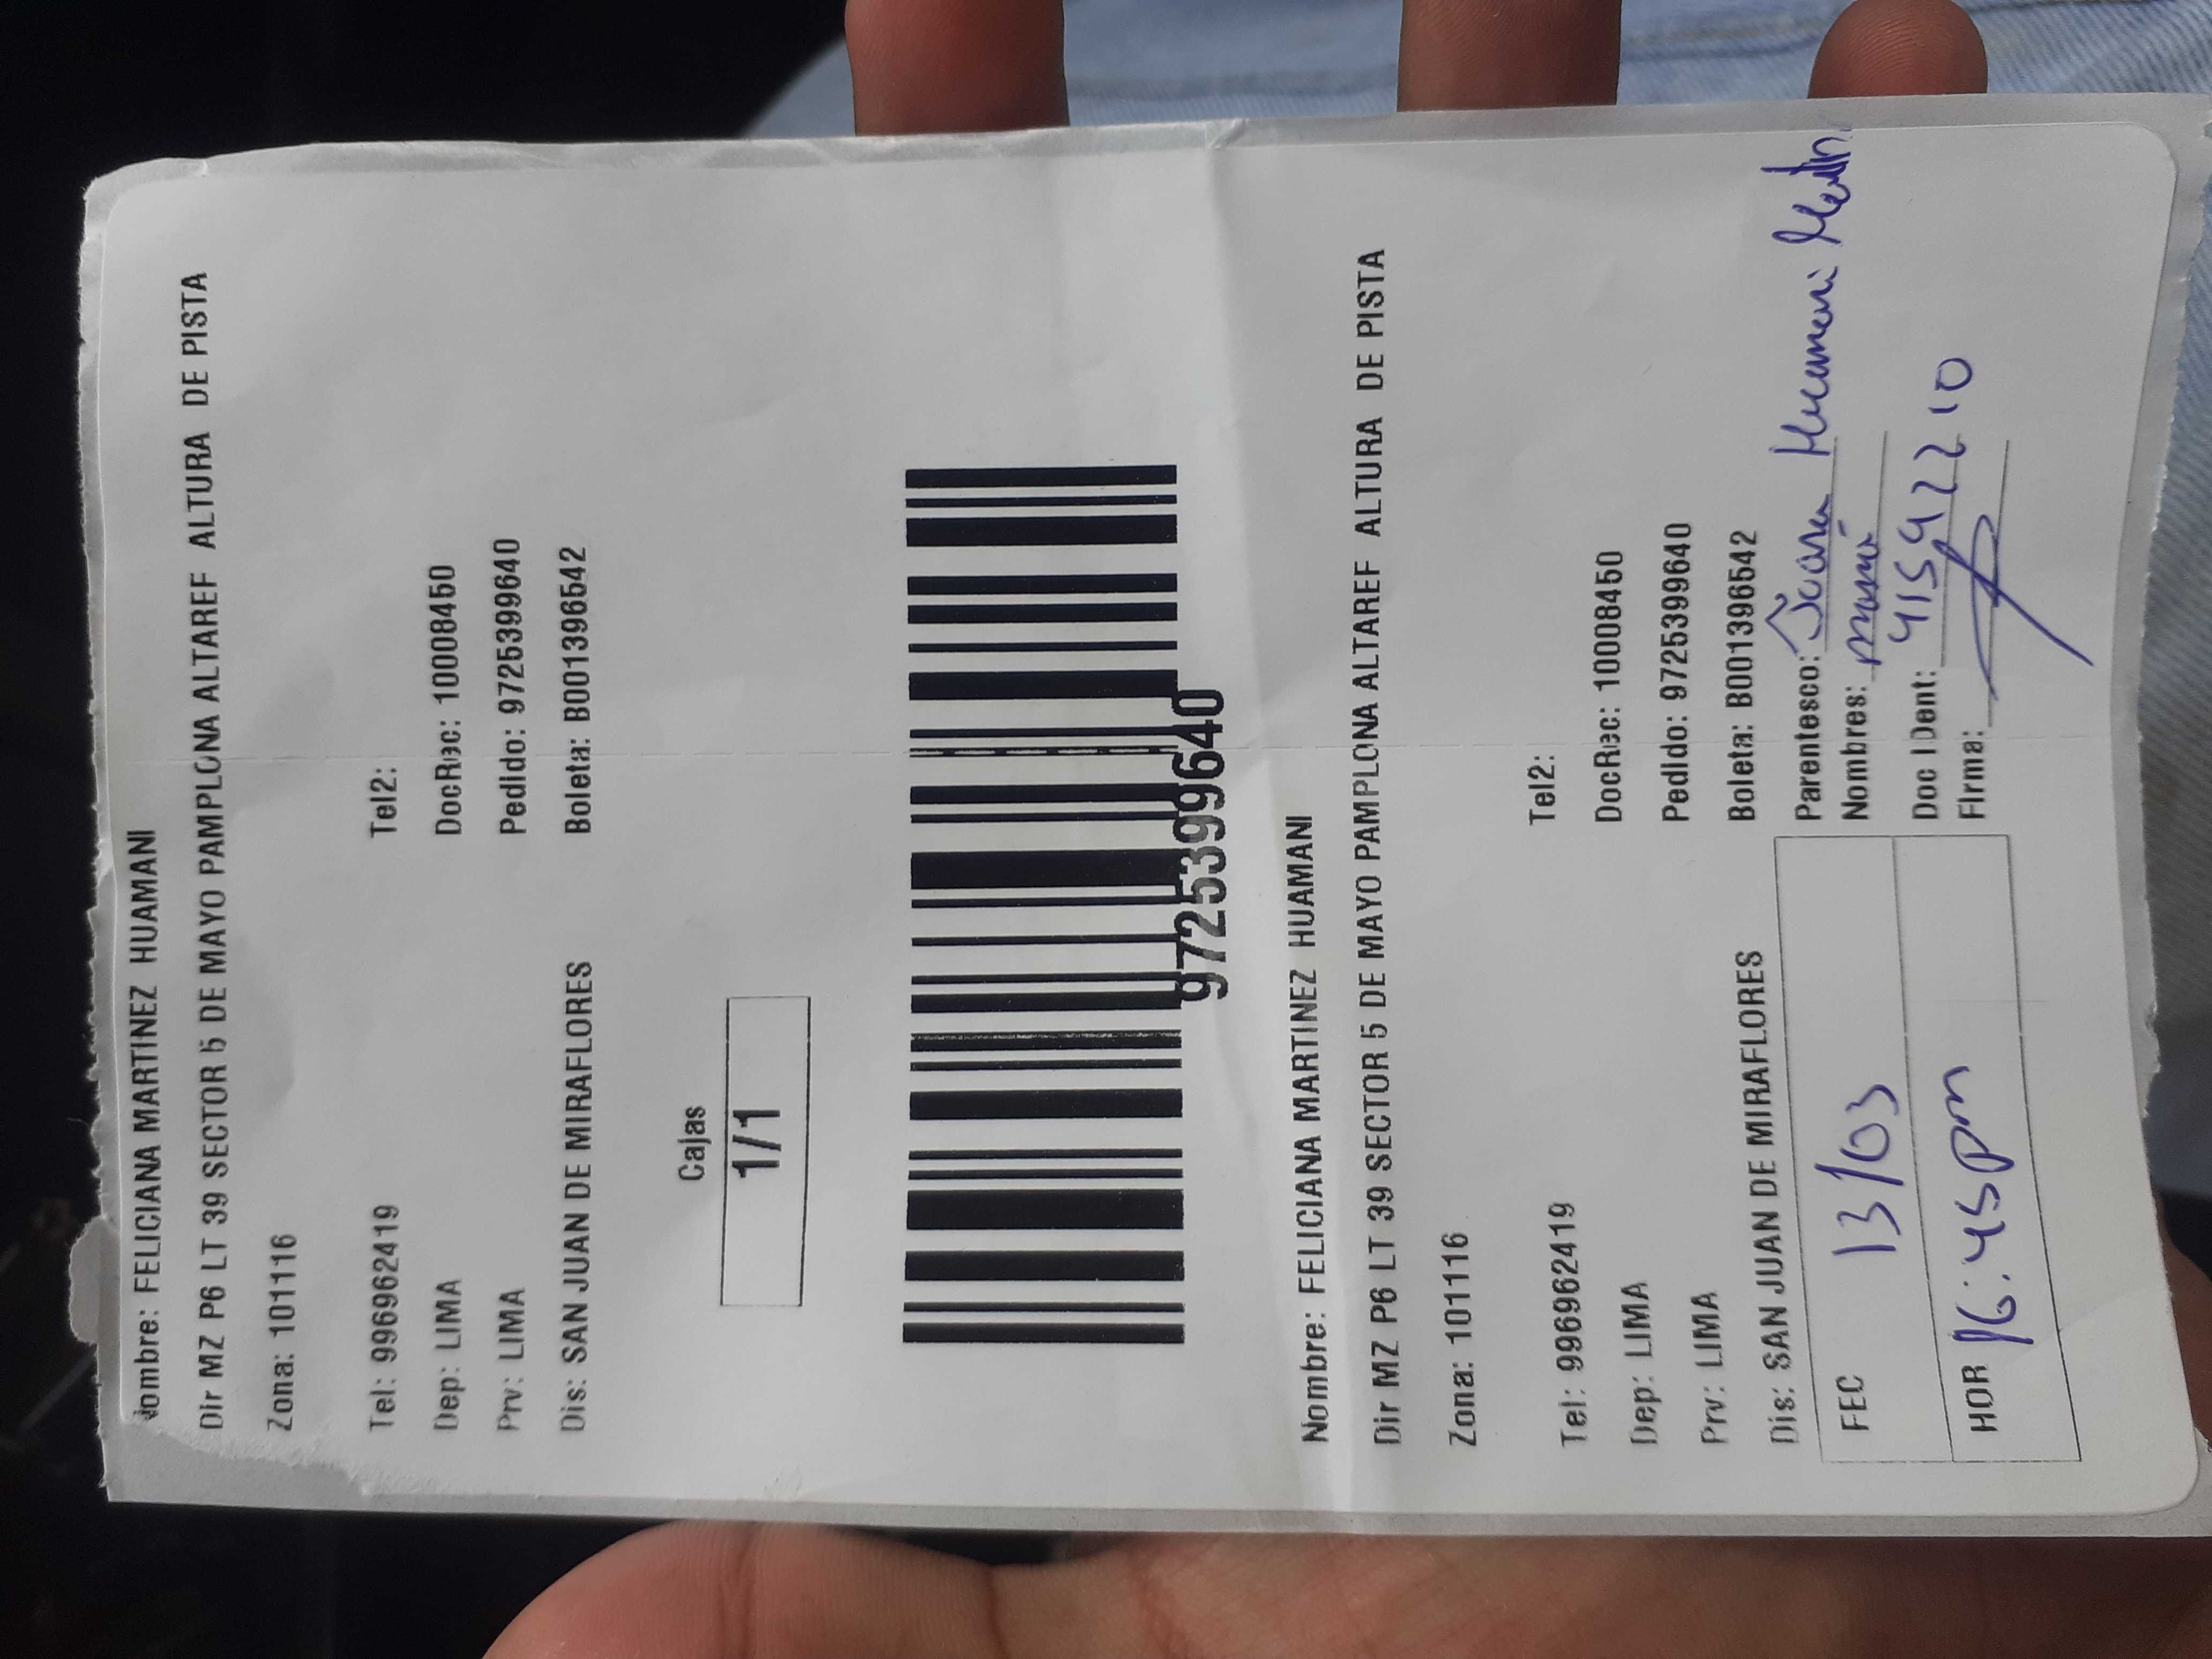 Nombre: FELICIANA MARTINEZ HUAMANI
Dir MZ P6 LT 39 SECTOR 5 DE MAYO PAMPLONA ALTAREF ALTURA DE PISTA
Zona: 101116
Tel: 996962419 Tel2:
Dep: LIMA DocRec: 10008450
Prv: LIMA Pedido: 9725399640
Dis: SAN JUAN DE MIRAFLORES Boleta: B001396542
Cajas
1/1
9725399640
Nombre: FELICIANA MARTINEZ HUAMANI
Dir MZ P6 LT 39 SECTOR 5 DE MAYO PAMPLONA ALTAREF ALTURA DE PISTA
Zona: 101116
Tel: 996962419 Tel2:
Dep: LIMA DocRec: 10008450
Prv: LIMA Pedido: 9725399640
Dis: SAN JUAN DE MIRAFLORES Boleta: B001396542
FEC 13/03 Parentesco: Huamani
Nombres: mamá
HOR 16:45pm Doc IDent: 41592210
Firma: